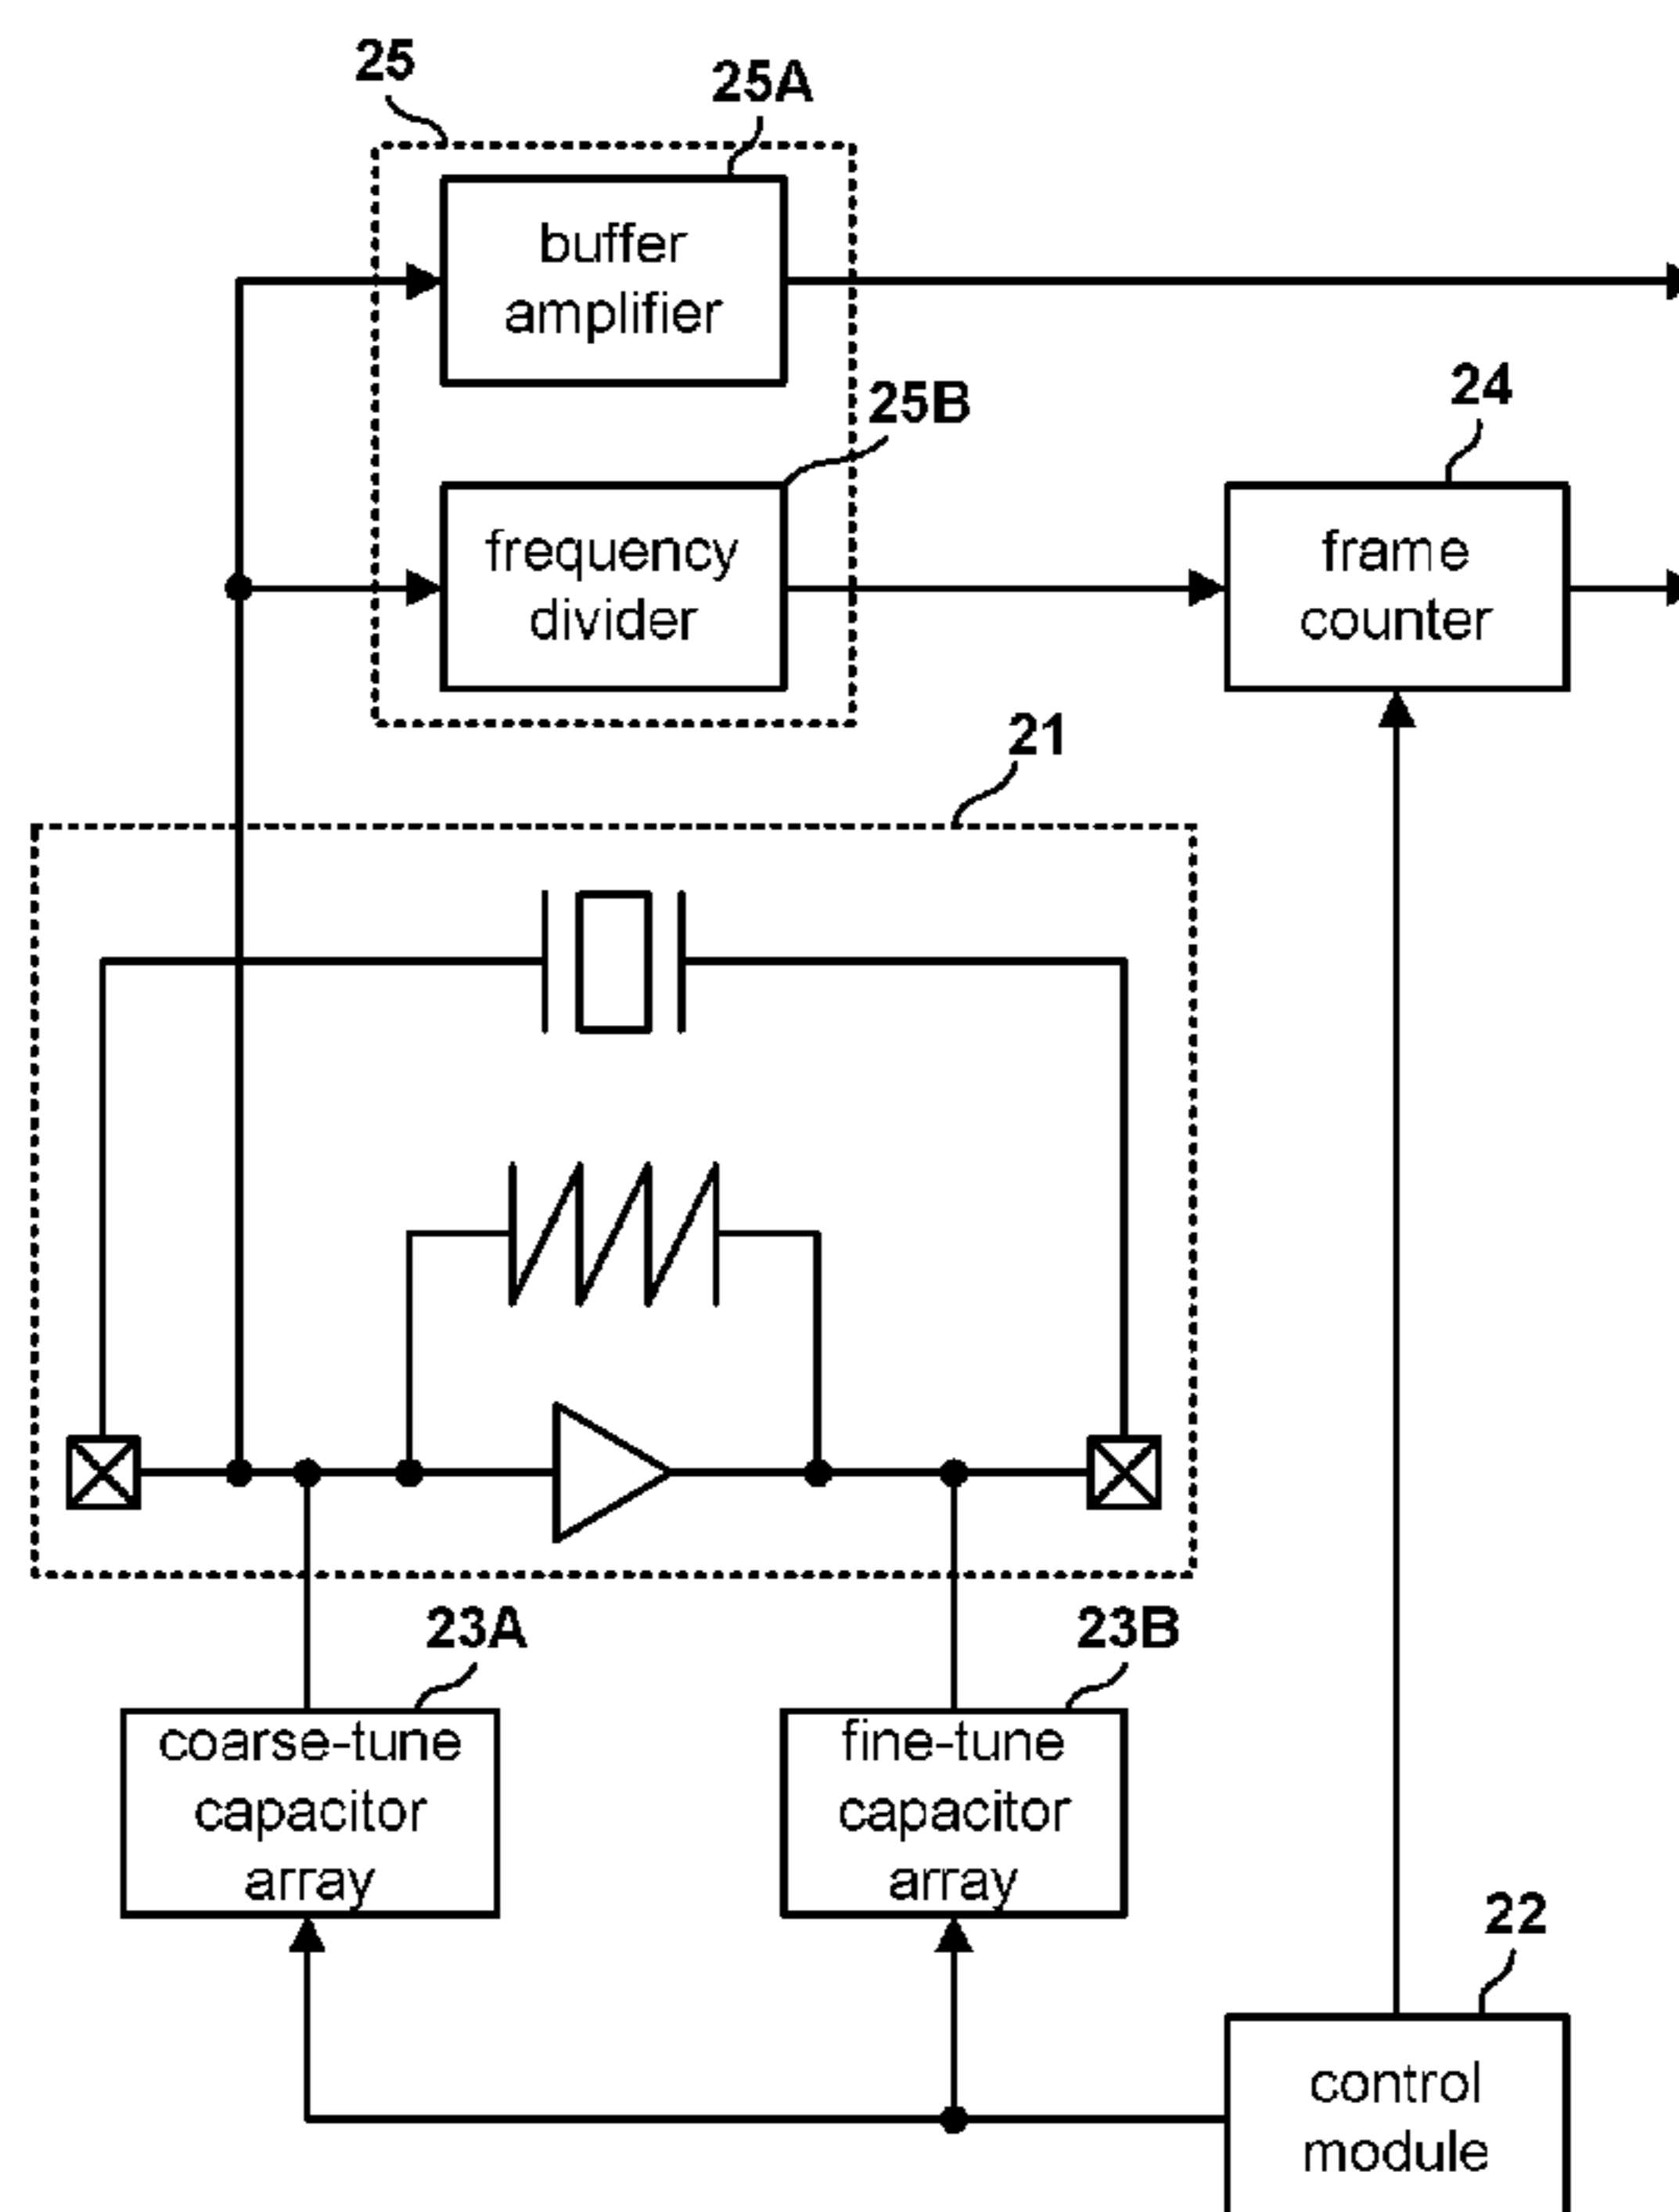 25
25A
buffer
amplifier
25B
frequency
divider
24
frame
counter
21
23A
coarse-tune
capacitor
array
23B
fine-tune
capacitor
array
22
control
module